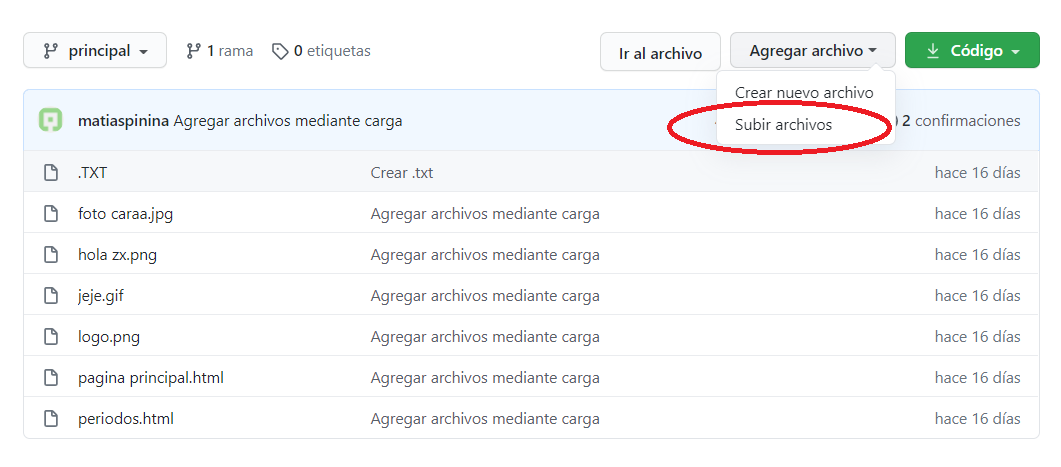 principal 1 rama 0 etiquetas Ir al archivo Agregar archivo Código
Crear nuevo archivo
Subir archivos
matiaspinina Agregar archivos mediante carga 2 confirmaciones
.TXT Crear .txt hace 16 días
foto caraa.jpg Agregar archivos mediante carga hace 16 días
hola zx.png Agregar archivos mediante carga hace 16 días
jeje.gif Agregar archivos mediante carga hace 16 días
logo.png Agregar archivos mediante carga hace 16 días
pagina principal.html Agregar archivos mediante carga hace 16 días
periodos.html Agregar archivos mediante carga hace 16 días